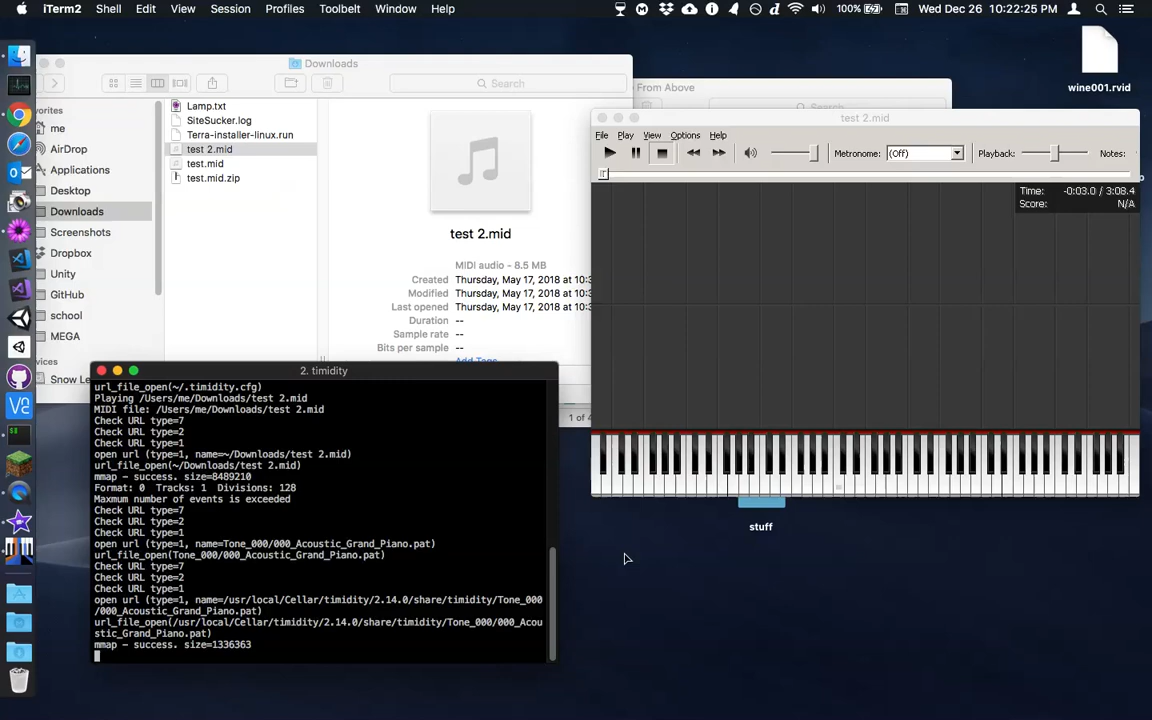 iTerm2 Shell Edit View Session Profiles Toolbelt Window Help
100% Wed Dec 26 10:22:25 PM
wine001.rvid
Downloads
Search
vorites
me
AirDrop
Applications
Desktop
Downloads
Screenshots
Dropbox
Unity
GitHub
school
MEGA
vices
Snow Le
Lamp.txt
SiteSucker.log
Terra-installer-linux.run
test 2.mid
test.mid
test.mid.zip
test 2.mid
MIDI audio - 8.5 MB
Created Thursday, May 17, 2018 at 10:3
Modified Thursday, May 17, 2018 at 10:3
Last opened Thursday, May 17, 2018 at 10:3
Duration --
Sample rate --
Bits per sample --
Add Tags...
1 of 4
From Above
Search
test 2.mid
File Play View Options Help
Metronome: (Off) Playback: Notes:
Time: -0:03.0 / 3:08.4
Score: N/A
stuff
2. timidity
url_file_open(~/.timidity.cfg)
Playing /Users/me/Downloads/test 2.mid
MIDI file: /Users/me/Downloads/test 2.mid
Check URL type=7
Check URL type=2
Check URL type=1
open url (type=1, name=~/Downloads/test 2.mid)
url_file_open(~/Downloads/test 2.mid)
mmap - success. size=8489210
Format: 0 Tracks: 1 Divisions: 128
Maxmum number of events is exceeded
Check URL type=7
Check URL type=2
Check URL type=1
open url (type=1, name=Tone_000/000_Acoustic_Grand_Piano.pat)
url_file_open(Tone_000/000_Acoustic_Grand_Piano.pat)
Check URL type=7
Check URL type=2
Check URL type=1
open url (type=1, name=/usr/local/Cellar/timidity/2.14.0/share/timidity/Tone_000
/000_Acoustic_Grand_Piano.pat)
url_file_open(/usr/local/Cellar/timidity/2.14.0/share/timidity/Tone_000/000_Acou
stic_Grand_Piano.pat)
mmap - success. size=1336363